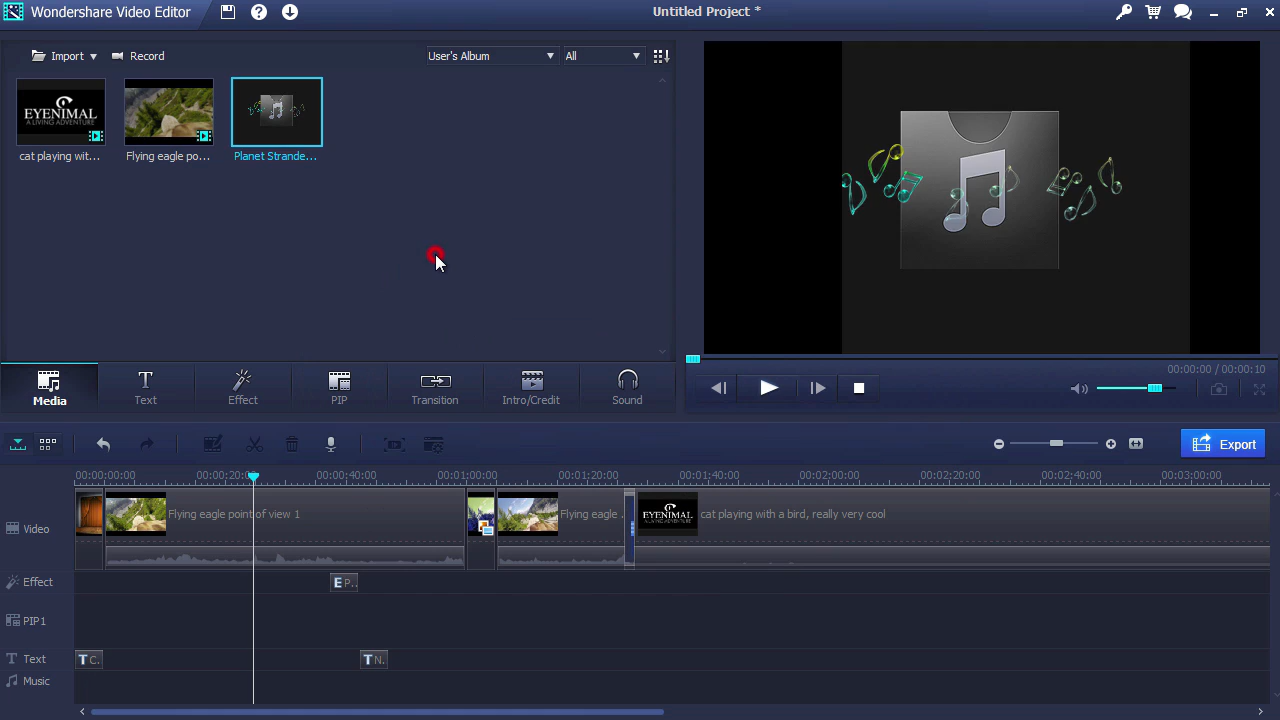 Wondershare Video Editor
Untitled Project *
Import
Record
User's Album
All
EYENIMAL
A LIVING ADVENTURE
cat playing wit...
Flying eagle po...
Planet Strande...
Media
Text
Effect
PIP
Transition
Intro/Credit
Sound
00:00:00 / 00:00:10
Export
00:00:00:00
00:00:20:0
00:00:40:00
00:01:00:00
00:01:20:00
00:01:40:00
00:02:00:00
00:02:20:00
00:02:40:00
00:03:00:00
Video
Flying eagle point of view 1
Flying eagle .
EYENIMAL
cat playing with a bird, really very cool
Effect
E P..
PIP1
Text
T C.
T N.
Music